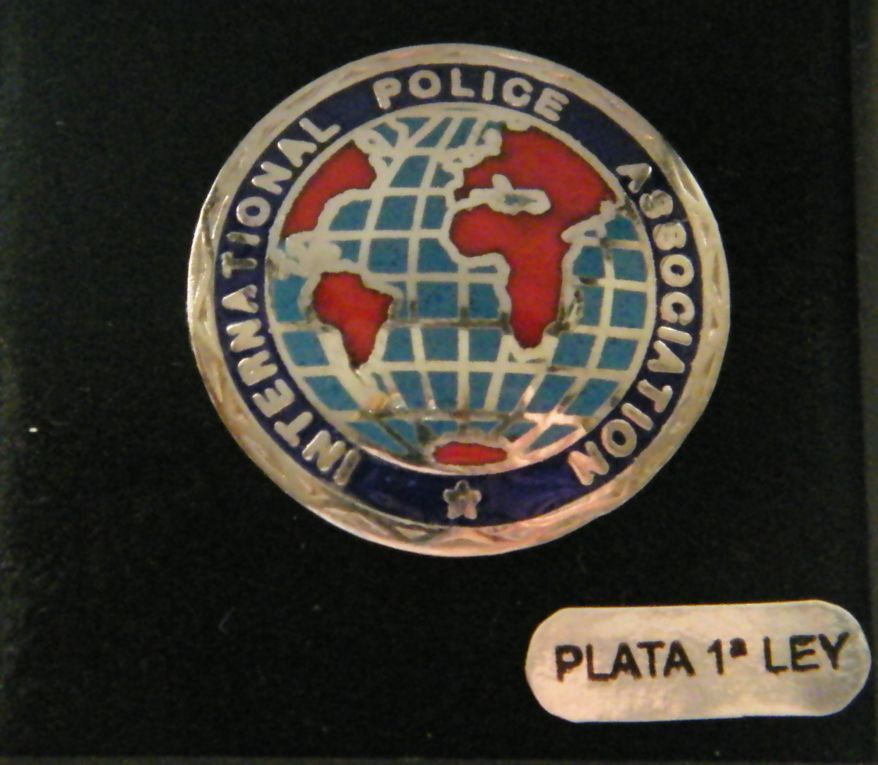 INTERNATIONAL POLICE ASSOCIATION
PLATA 1ª LEY